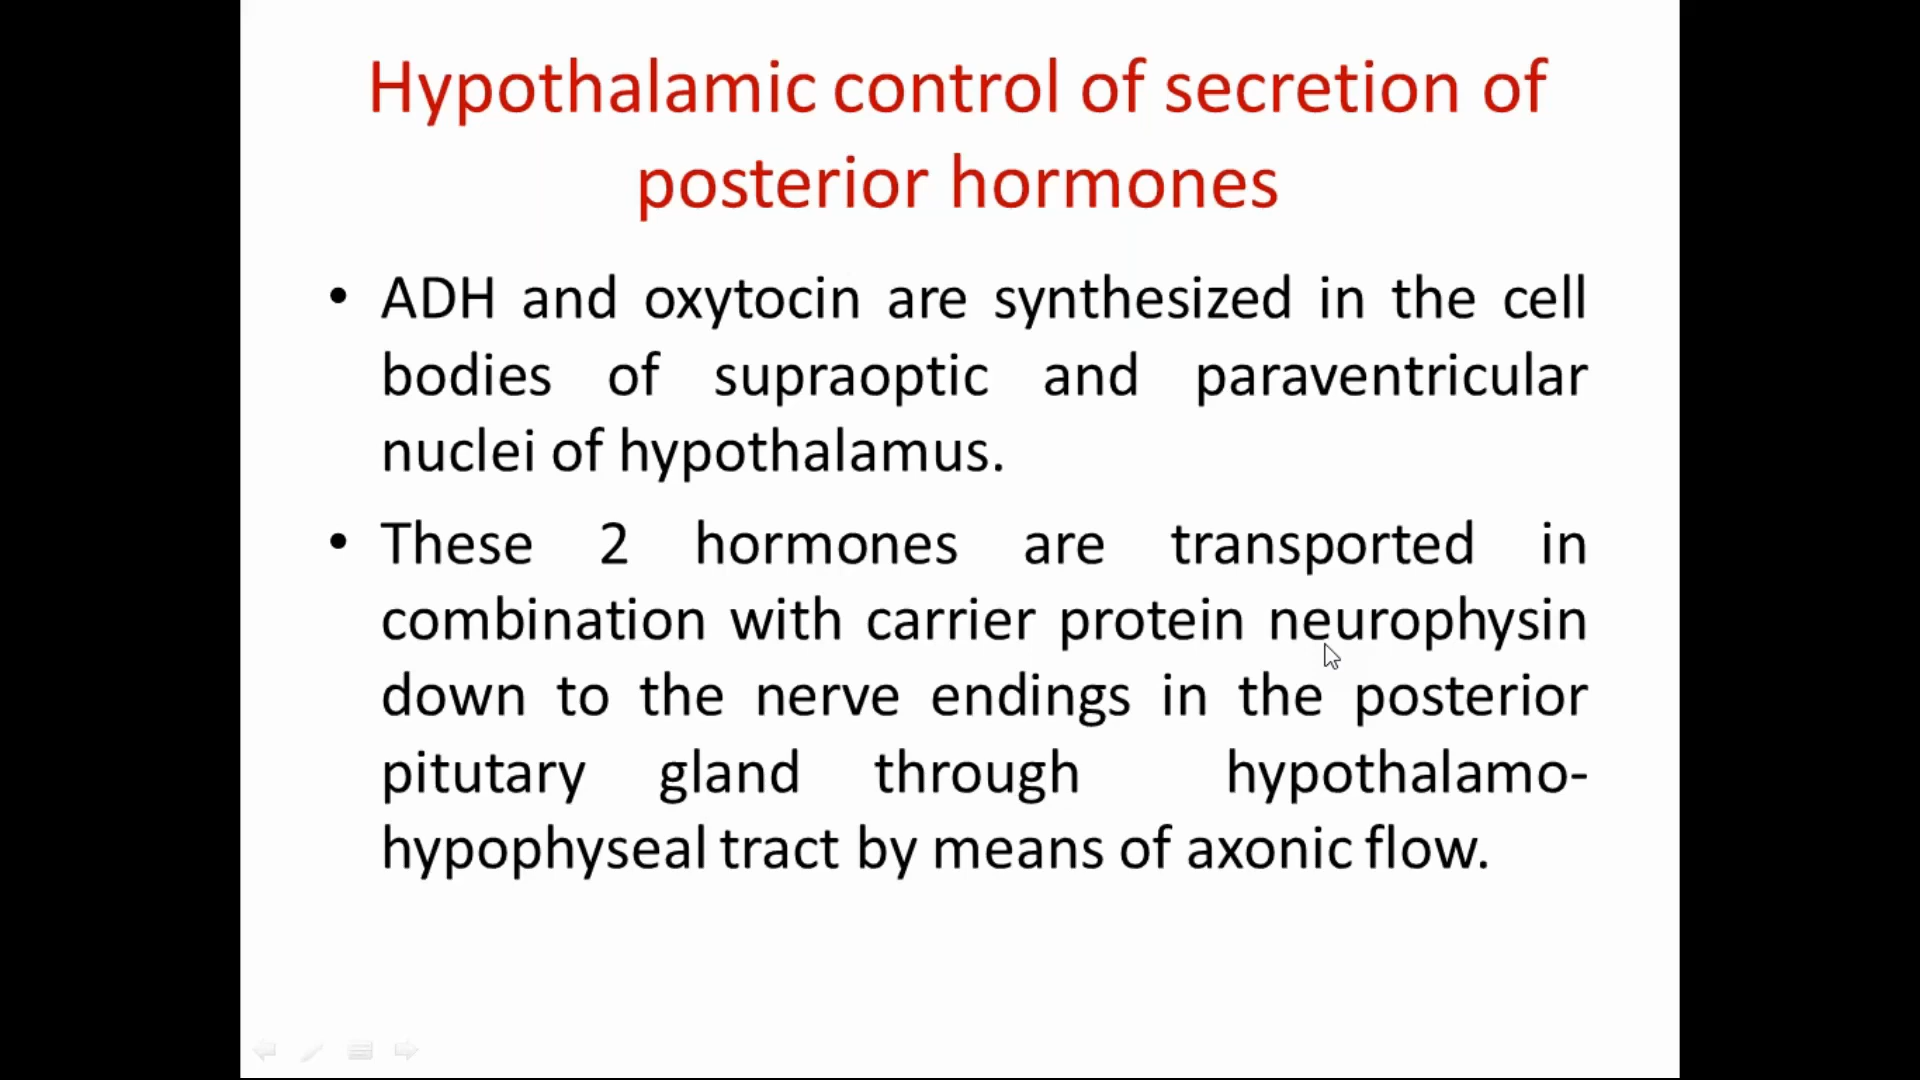 Hypothalamic control of secretion of
posterior hormones
• ADH and oxytocin are synthesized in the cell
bodies of supraoptic and paraventricular
nuclei of hypothalamus.
• These 2 hormones are transported in
combination with carrier protein neurophysin
down to the nerve endings in the posterior
pitutary gland through hypothalamo-
hypophyseal tract by means of axonic flow.